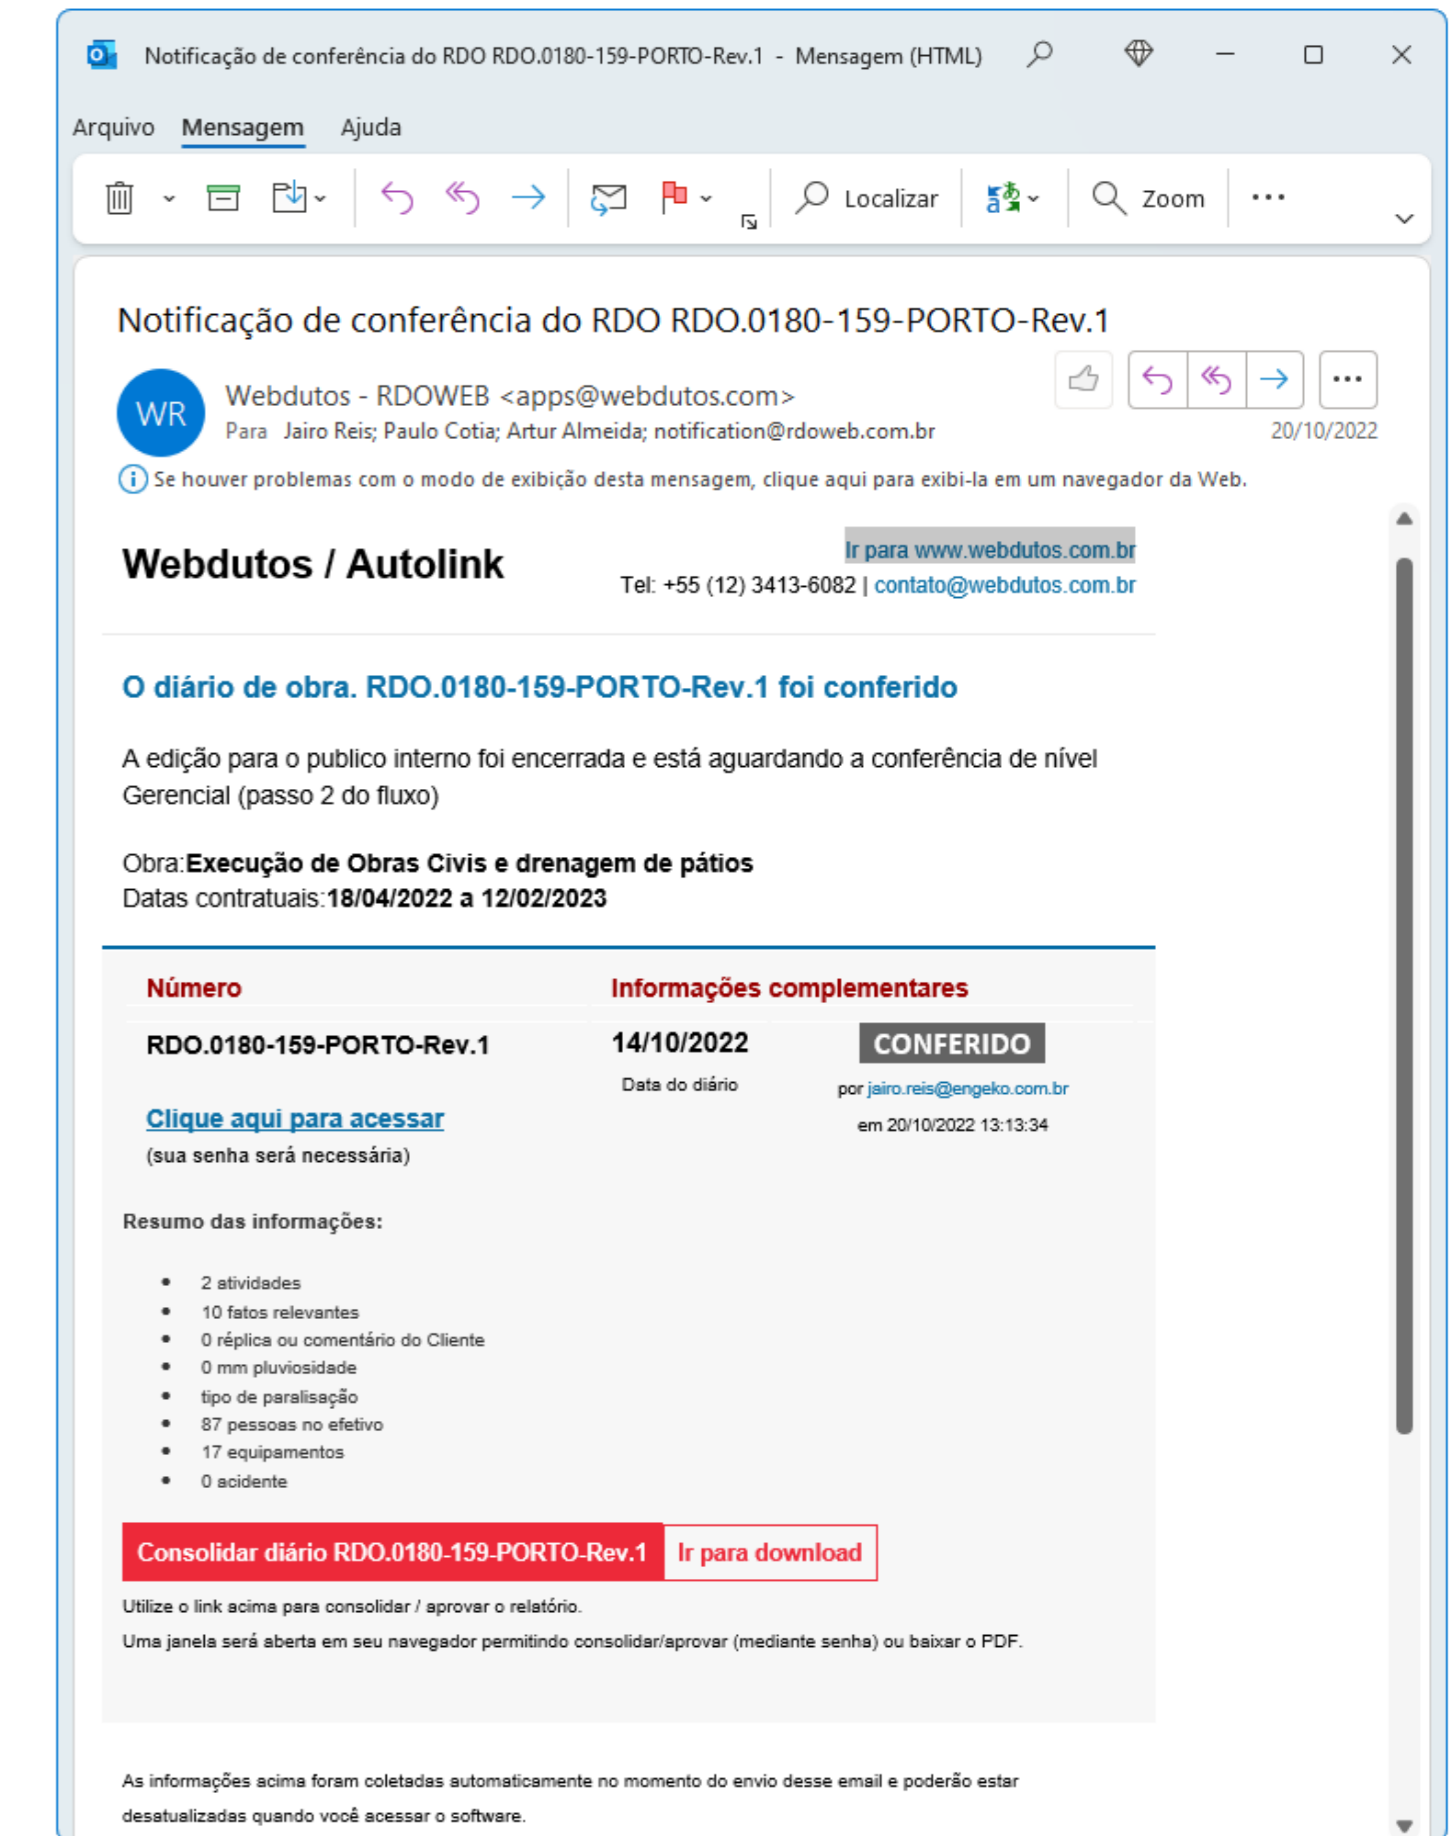 Notificação de conferência do RDO RDO.0180-159-PORTO-Rev.1 - Mensagem (HTML)
Arquivo Mensagem Ajuda
Localizar Zoom
Notificação de conferência do RDO RDO.0180-159-PORTO-Rev.1
WR
Webdutos - RDOWEB <apps@webdutos.com>
Para Jairo Reis; Paulo Cotia; Artur Almeida; notification@rdoweb.com.br 20/10/2022
Se houver problemas com o modo de exibição desta mensagem, clique aqui para exibi-la em um navegador da Web.
Webdutos / Autolink
Ir para www.webdutos.com.br
Tel: +55 (12) 3413-6082 | contato@webdutos.com.br
O diário de obra. RDO.0180-159-PORTO-Rev.1 foi conferido
A edição para o publico interno foi encerrada e está aguardando a conferência de nível
Gerencial (passo 2 do fluxo)
Obra:Execução de Obras Civis e drenagem de pátios
Datas contratuais:18/04/2022 a 12/02/2023
Número Informações complementares
RDO.0180-159-PORTO-Rev.1 14/10/2022 CONFERIDO
Data do diário por jairo.reis@engeko.com.br
Clique aqui para acessar em 20/10/2022 13:13:34
(sua senha será necessária)
Resumo das informações:
• 2 atividades
• 10 fatos relevantes
• 0 réplica ou comentário do Cliente
• 0 mm pluviosidade
• tipo de paralisação
• 87 pessoas no efetivo
• 17 equipamentos
• 0 acidente
Consolidar diário RDO.0180-159-PORTO-Rev.1 Ir para download
Utilize o link acima para consolidar / aprovar o relatório.
Uma janela será aberta em seu navegador permitindo consolidar/aprovar (mediante senha) ou baixar o PDF.
As informações acima foram coletadas automaticamente no momento do envio desse email e poderão estar
desatualizadas quando você acessar o software.